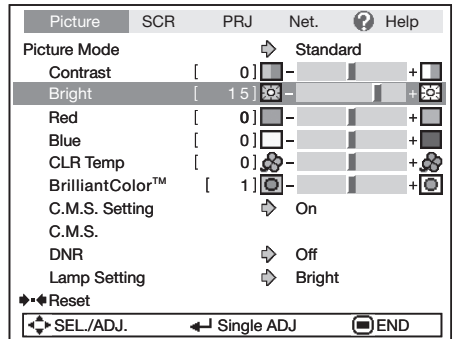 Picture SCR PRJ Net. ? Help
Picture Mode Standard
Contrast [ 0] - +
Bright [ 15] - +
Red [ 0] - +
Blue [ 0] - +
CLR Temp [ 0] - +
BrilliantColor™ [ 1] - +
C.M.S. Setting On
C.M.S.
DNR Off
Lamp Setting Bright
Reset
SEL./ADJ. Single ADJ END